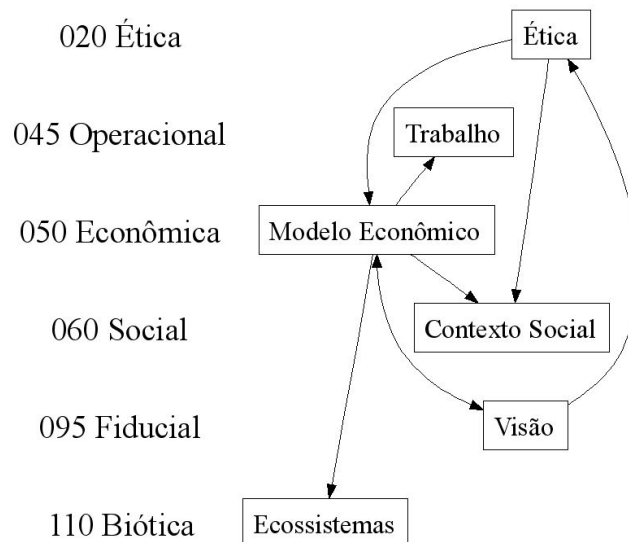 020 Ética
Ética
045 Operacional
Trabalho
050 Econômica
Modelo Econômico
060 Social
Contexto Social
095 Fiducial
Visão
110 Biótica
Ecossistemas